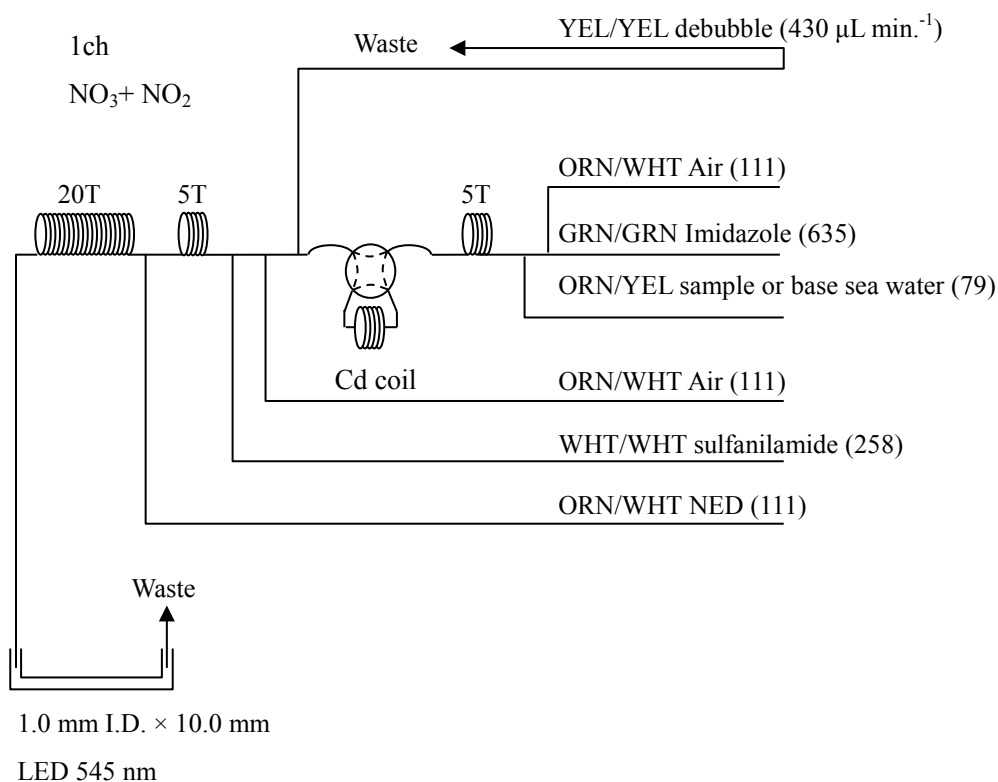 1ch
NO₃+ NO₂
Waste
YEL/YEL debubble (430 μL min.⁻¹)
ORN/WHT Air (111)
20T
5T
5T
GRN/GRN Imidazole (635)
ORN/YEL sample or base sea water (79)
Cd coil
ORN/WHT Air (111)
WHT/WHT sulfanilamide (258)
ORN/WHT NED (111)
Waste
1.0 mm I.D. × 10.0 mm
LED 545 nm